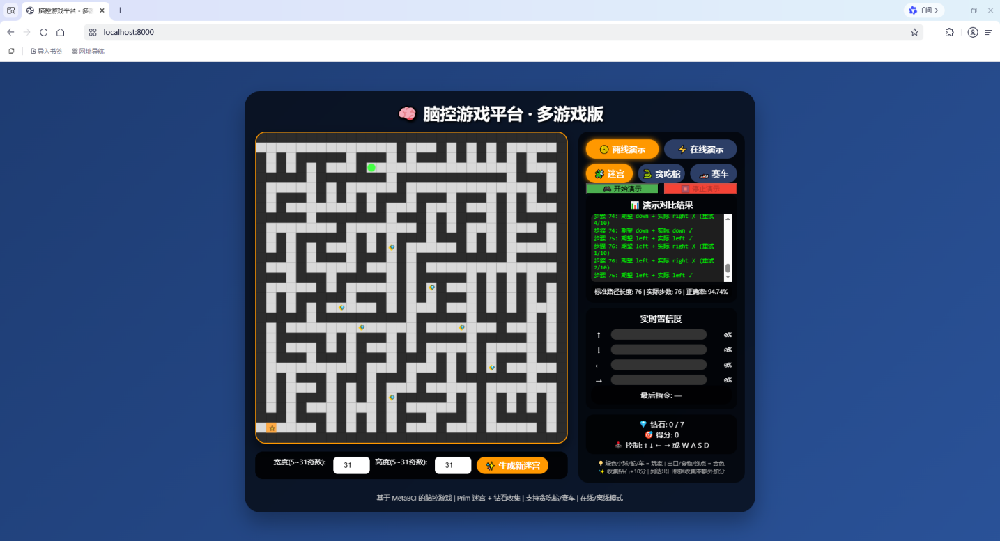 脑控游戏平台 - 多游
千问
localhost:8000
导入书签
网址导航
🧠 脑控游戏平台 · 多游戏版
离线演示
⚡ 在线演示
🧩 迷宫
🐍 贪吃蛇
🏎️ 赛车
🎮 开始演示
停止演示
📊 演示对比结果
步骤 74: 期望 down → 实际 right ✗ (重试
4/10)
步骤 74: 期望 down → 实际 down ✓
步骤 75: 期望 left → 实际 left ✓
步骤 76: 期望 left → 实际 right ✗ (重试
1/10)
步骤 76: 期望 left → 实际 right ✗ (重试
2/10)
步骤 76: 期望 left → 实际 left ✓
标准路径长度: 76 | 实际步数: 76 | 正确率: 94.74%
实时置信度
↑ 0%
↓ 0%
← 0%
→ 0%
最后指令: —
💎 钻石: 0 / 7
🎯 得分: 0
🕹️ 控制: ↑ ↓ ← → 或 W A S D
💡 绿色小球/蛇/车 = 玩家 | 出口/食物/终点 = 金色
✨ 收集钻石+10分 | 到达出口根据收集率额外加分
宽度(5~31奇数): 31 高度(5~31奇数): 31 ✨ 生成新迷宫
基于 MetaBCI 的脑控游戏 | Prim 迷宫 + 钻石收集 | 支持贪吃蛇/赛车 | 在线/离线模式